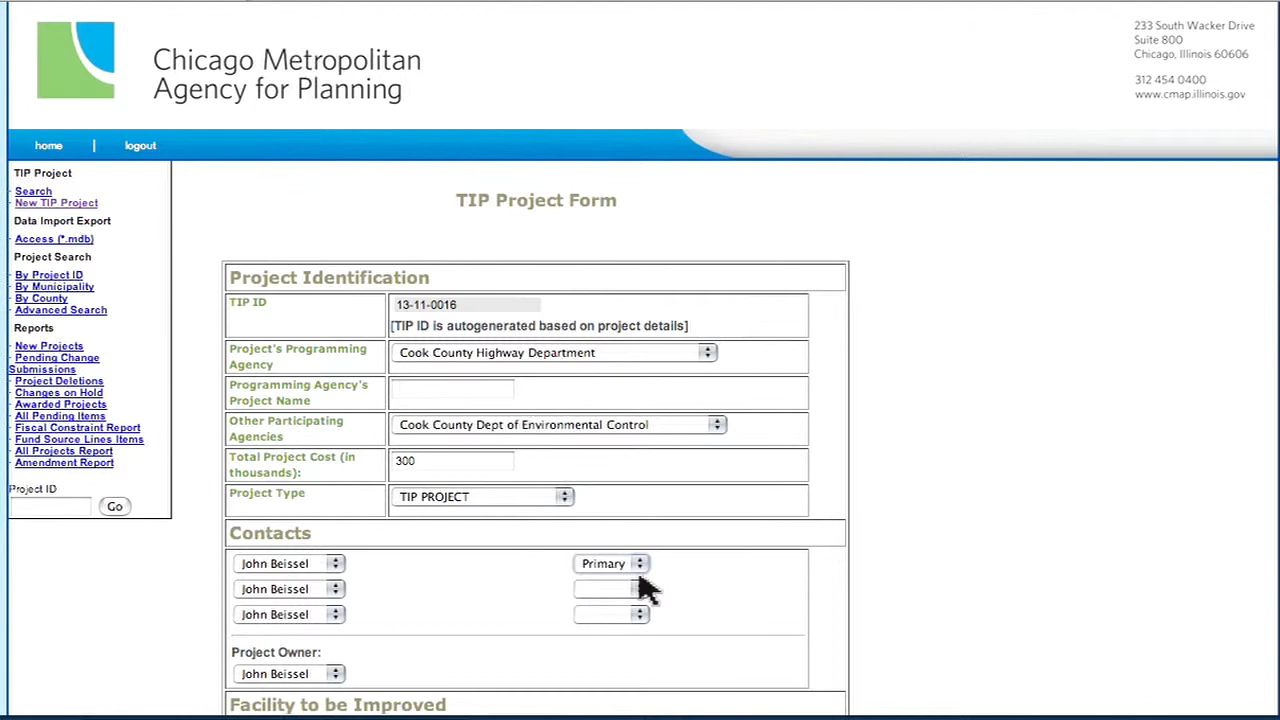 Chicago Metropolitan
Agency for Planning
233 South Wacker Drive
Suite 800
Chicago, Illinois 60606
312 454 0400
www.cmap.illinois.gov
home | logout
TIP Project
Search
New TIP Project
Data Import Export
Access (*.mdb)
Project Search
By Project ID
By Municipality
By County
Advanced Search
Reports
New Projects
Pending Change
Submissions
Project Deletions
Changes on Hold
Awarded Projects
All Pending Items
Fiscal Constraint Report
Fund Source Lines Items
All Projects Report
Amendment Report
Project ID
Go
TIP Project Form
Project Identification
TIP ID
13-11-0016
[TIP ID is autogenerated based on project details]
Project's Programming
Agency
Cook County Highway Department
Programming Agency's
Project Name
Other Participating
Agencies
Cook County Dept of Environmental Control
Total Project Cost (in
thousands):
300
Project Type
TIP PROJECT
Contacts
John Beissel Primary
John Beissel
John Beissel
Project Owner:
John Beissel
Facility to be Improved